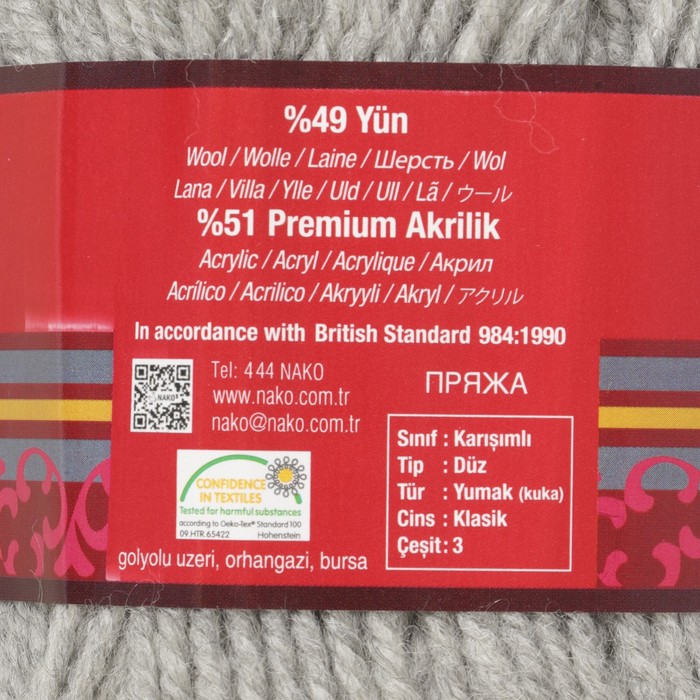 %49 Yün
Wool / Wolle / Laine / Шерсть / Wol
Lana / Villa / Ylle / Uld / Ull / Lã / ウール
%51 Premium Akrilik
Acrylic / Acryl / Acrylique / Акрил
Acrílico / Acrilico / Akryyli / Akryl / アクリル
In accordance with British Standard 984:1990
NAKO
Tel: 444 NAKO
www.nako.com.tr
nako@nako.com.tr
ПРЯЖА
CONFIDENCE
IN TEXTILES
Tested for harmful substances
according to Oeko-Tex® Standard 100
09.HTR.65422 Hohenstein
golyolu uzeri, orhangazi, bursa
Sınıf : Karışımlı
Tip : Düz
Tür : Yumak (kuka)
Cins : Klasik
Çeşit : 3